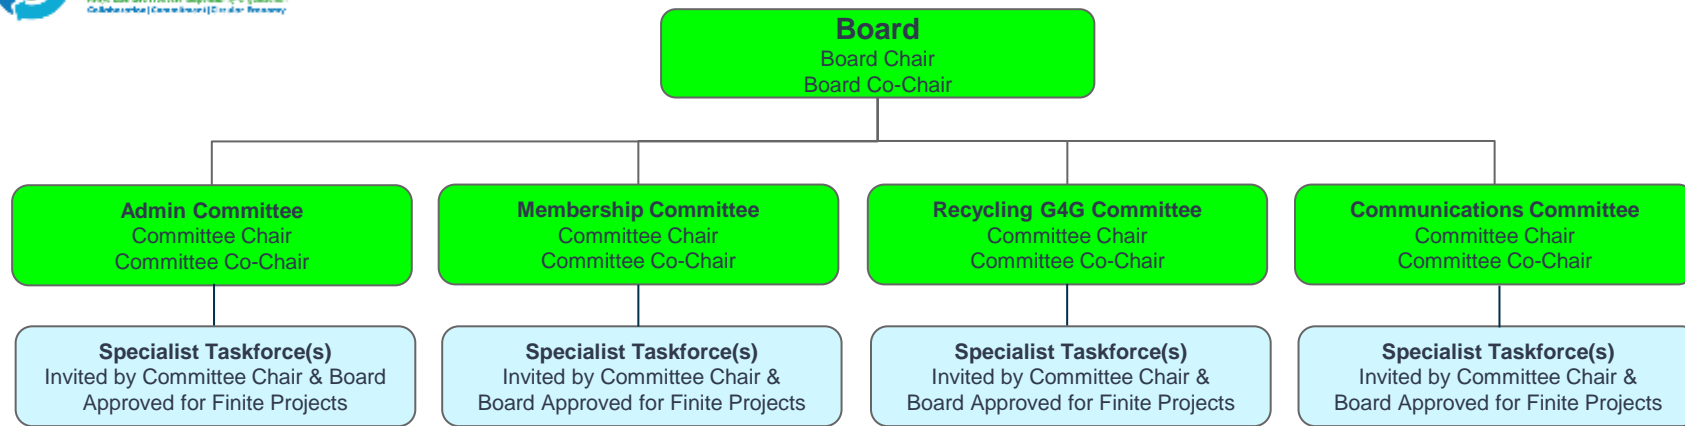 Collaboration | Commitment | Circular Economy
Board
Board Chair
Board Co-Chair
Admin Committee
Committee Chair
Committee Co-Chair
Membership Committee
Committee Chair
Committee Co-Chair
Recycling G4G Committee
Committee Chair
Committee Co-Chair
Communications Committee
Committee Chair
Committee Co-Chair
Specialist Taskforce(s)
Invited by Committee Chair & Board
Approved for Finite Projects
Specialist Taskforce(s)
Invited by Committee Chair &
Board Approved for Finite Projects
Specialist Taskforce(s)
Invited by Committee Chair &
Board Approved for Finite Projects
Specialist Taskforce(s)
Invited by Committee Chair &
Board Approved for Finite Projects